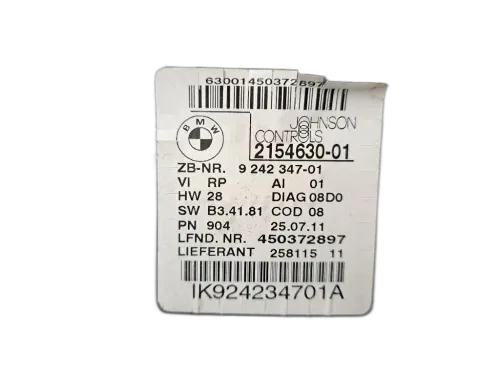 63001450372897
BMW
JOHNSON
CONTROLS
2154630-01
ZB-NR. 9 242 347-01
VI RP AI 01
HW 28 DIAG 08D0
SW B3.41.81 COD 08
PN 904 25.07.11
LFND. NR. 450372897
LIEFERANT 258115 11
IK924234701A